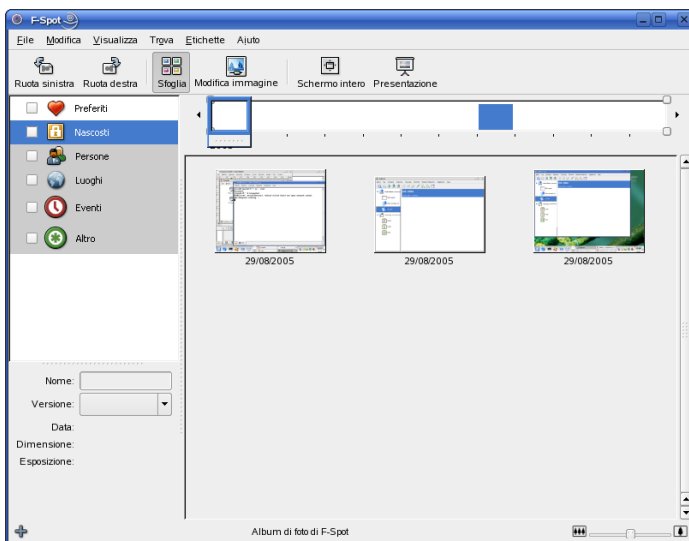 F-Spot
File Modifica Visualizza Trova Etichette Aiuto
Ruota sinistra Ruota destra Sfoglia Modifica immagine Schermo intero Presentazione
Preferiti
Nascosti
Persone
Luoghi
Eventi
Altro
29/08/2005 29/08/2005 29/08/2005
Nome:
Versione:
Data:
Dimensione:
Esposizione:
Album di foto di F-Spot